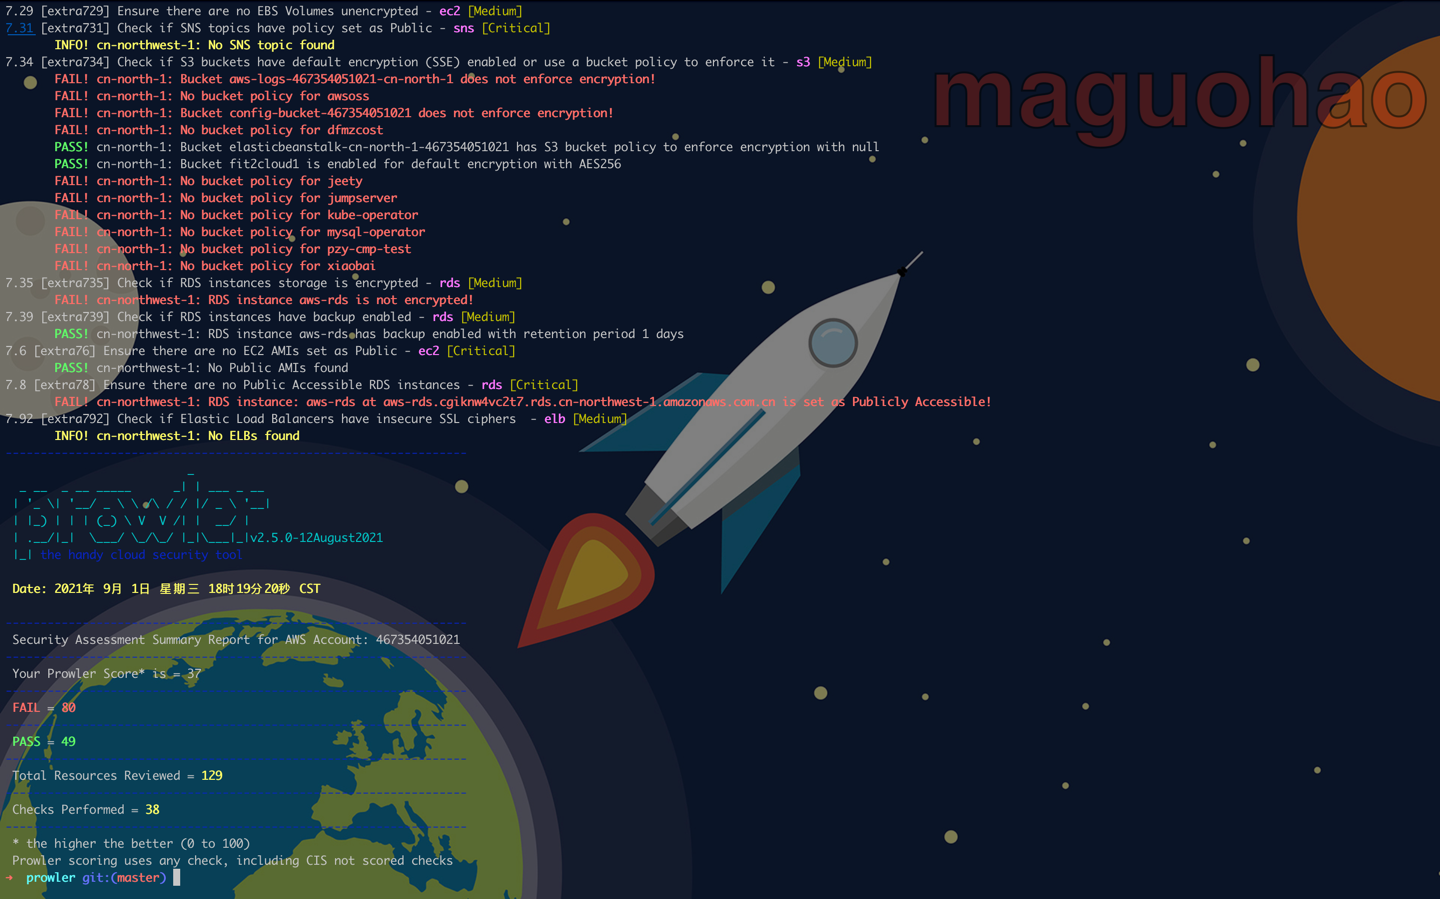 7.29 [extra729] Ensure there are no EBS Volumes unencrypted - ec2 [Medium]
7.31 [extra731] Check if SNS topics have policy set as Public - sns [Critical]
INFO! cn-northwest-1: No SNS topic found
7.34 [extra734] Check if S3 buckets have default encryption (SSE) enabled or use a bucket policy to enforce it - s3 [Medium]
FAIL! cn-north-1: Bucket aws-logs-467354051021-cn-north-1 does not enforce encryption!
FAIL! cn-north-1: No bucket policy for awsoss
FAIL! cn-north-1: Bucket config-bucket-467354051021 does not enforce encryption!
FAIL! cn-north-1: No bucket policy for dfmzcost
PASS! cn-north-1: Bucket elasticbeanstalk-cn-north-1-467354051021 has S3 bucket policy to enforce encryption with null
PASS! cn-north-1: Bucket fit2cloud1 is enabled for default encryption with AES256
FAIL! cn-north-1: No bucket policy for jeety
FAIL! cn-north-1: No bucket policy for jumpserver
FAIL! cn-north-1: No bucket policy for kube-operator
FAIL! cn-north-1: No bucket policy for mysql-operator
FAIL! cn-north-1: No bucket policy for pzy-cmp-test
FAIL! cn-north-1: No bucket policy for xiaobai
7.35 [extra735] Check if RDS instances storage is encrypted - rds [Medium]
FAIL! cn-northwest-1: RDS instance aws-rds is not encrypted!
7.39 [extra739] Check if RDS instances have backup enabled - rds [Medium]
PASS! cn-northwest-1: RDS instance aws-rds has backup enabled with retention period 1 days
7.6 [extra76] Ensure there are no EC2 AMIs set as Public - ec2 [Critical]
PASS! cn-northwest-1: No Public AMIs found
7.8 [extra78] Ensure there are no Public Accessible RDS instances - rds [Critical]
FAIL! cn-northwest-1: RDS instance: aws-rds at aws-rds.cgiknw4vc2t7.rds.cn-northwest-1.amazonaws.com.cn is set as Publicly Accessible!
7.92 [extra792] Check if Elastic Load Balancers have insecure SSL ciphers - elb [Medium]
INFO! cn-northwest-1: No ELBs found
maguohao
prowler
v2.5.0-12August2021
the handy cloud security tool
Date: 2021年 9月 1日 星期三 18时19分20秒 CST
Security Assessment Summary Report for AWS Account: 467354051021
Your Prowler Score* is = 37
FAIL = 80
PASS = 49
Total Resources Reviewed = 129
Checks Performed = 38
* the higher the better (0 to 100)
Prowler scoring uses any check, including CIS not scored checks
➜ prowler git:(master)